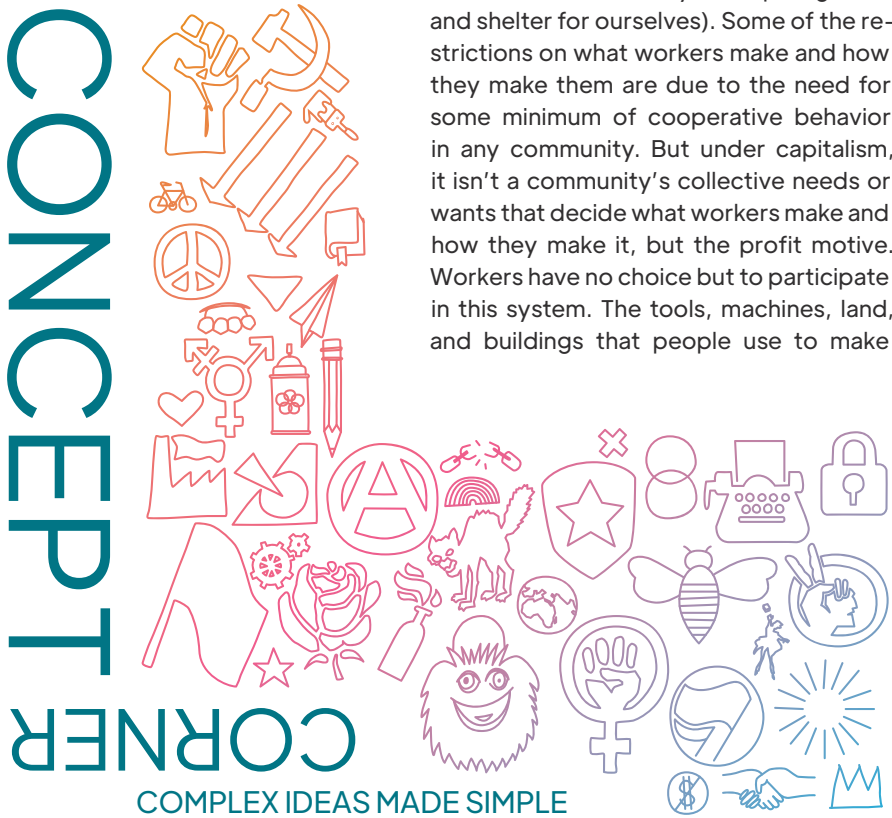 CONCEPT
CORNER
COMPLEX IDEAS MADE SIMPLE
and shelter for ourselves). Some of the re-
strictions on what workers make and how
they make them are due to the need for
some minimum of cooperative behavior
in any community. But under capitalism,
it isn't a community's collective needs or
wants that decide what workers make and
how they make it, but the profit motive.
Workers have no choice but to participate
in this system. The tools, machines, land,
and buildings that people use to make